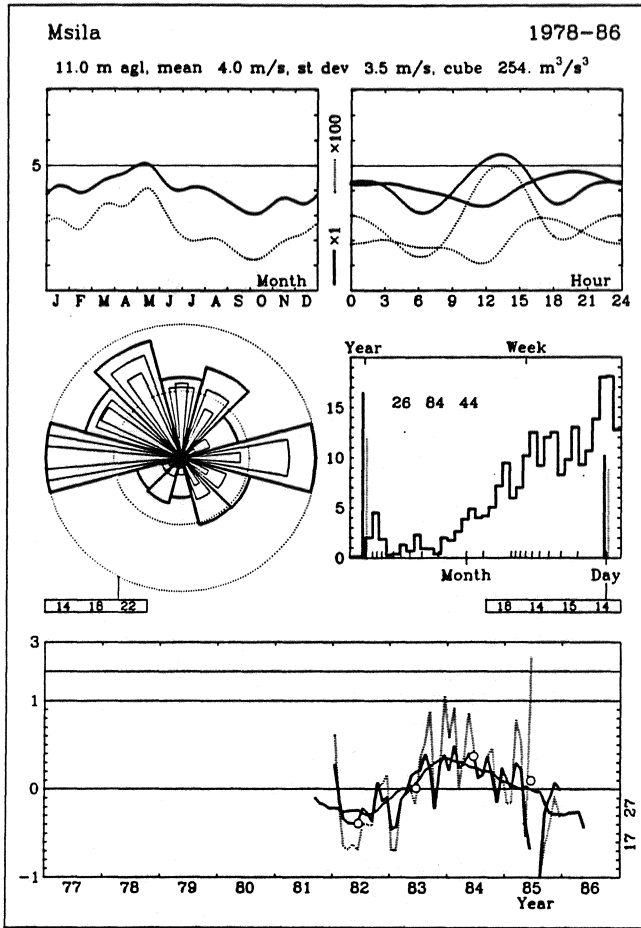 Msila 1978-86
11.0 m agl, mean 4.0 m/s, st dev 3.5 m/s, cube 254. m³/s³
5
×1 ×100
Month
J F M A M J J A S O N D
Hour
0 3 6 9 12 15 18 21 24
Year Week
26 84 44
15
10
5
0
Month Day
14 18 22
18 14 15 14
3
1
0
-1
17 27
77 78 79 80 81 82 83 84 85 86
Year